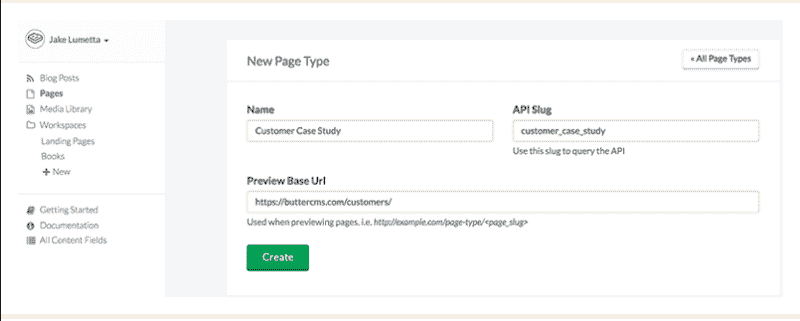 Jake Lumetta
Blog Posts
Pages
Media Library
Workspaces
Landing Pages
Books
+ New
Getting Started
Documentation
All Content Fields
New Page Type
« All Page Types
Name
Customer Case Study
API Slug
customer_case_study
Use this slug to query the API
Preview Base Url
https://buttercms.com/customers/
Used when previewing pages. i.e. http://example.com/page-type/<page_slug>
Create